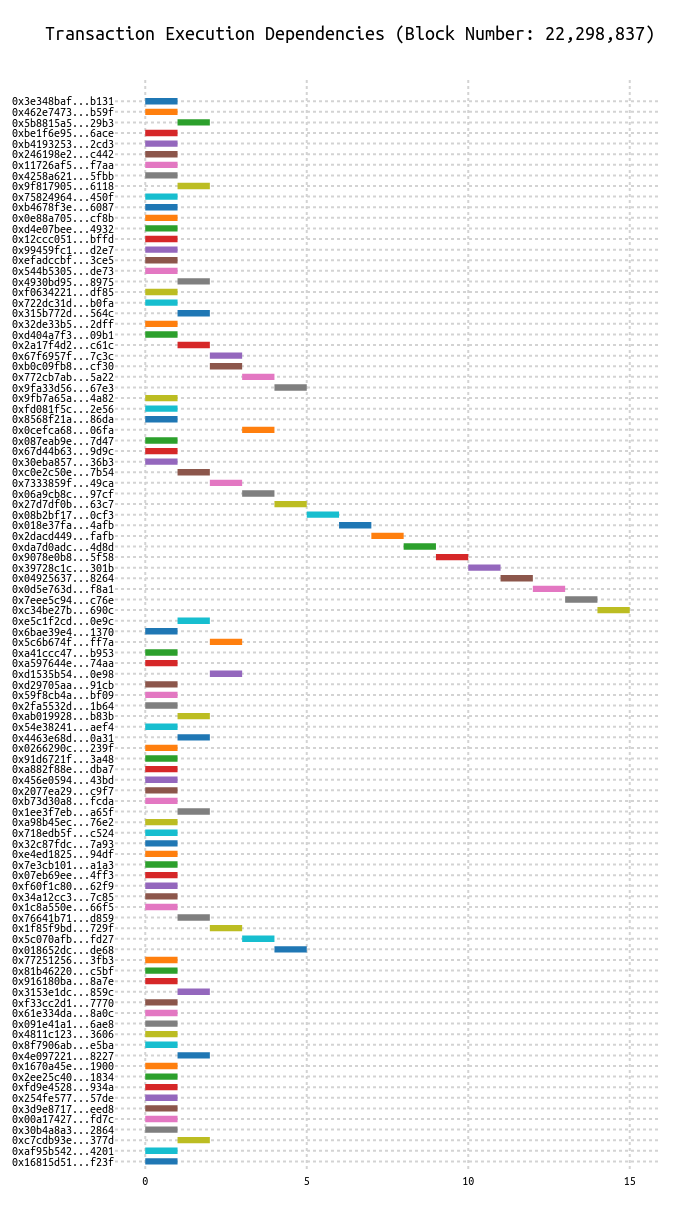 Transaction Execution Dependencies (Block Number: 22,298,837)
0x3e348baf...b131
0x462e7473...b59f
0x5b8815a5...29b3
0xbe1f6e95...6ace
0xb4193253...2cd3
0x246198e2...c442
0x11726af5...f7aa
0x4258a621...5fbb
0x9f817905...6118
0x75824964...450f
0xb4678f3e...6087
0x0e88a705...cf8b
0xd4e07bee...4932
0x12ccc051...bffd
0x99459fc1...d2e7
0xefadccbf...3ce5
0x544b5305...de73
0x4930bd95...8975
0xf0634221...df85
0x722dc31d...b0fa
0x315b772d...564c
0x32de33b5...2dff
0xd404a7f3...09b1
0x2a17f4d2...c61c
0x67f6957f...7c3c
0xb0c09fb8...cf30
0x772cb7ab...5a22
0x9fa33d56...67e3
0x9fb7a65a...4a82
0xfd081f5c...2e56
0x8568f21a...86da
0x0cefca68...06fa
0x087eab9e...7d47
0x67d44b63...9d9c
0x30eba857...36b3
0xc0e2c50e...7b54
0x7333859f...49ca
0x06a9cb8c...97cf
0x27d7df0b...63c7
0x08b2bf17...0cf3
0x018e37fa...4afb
0x2dacd449...fafb
0xda7d0adc...4d8d
0x9078e0b8...5f58
0x39728c1c...301b
0x04925637...8264
0x0d5e763d...f8a1
0x7eee5c94...c76e
0xc34be27b...690c
0xe5c1f2cd...0e9c
0x6bae39e4...1370
0x5c6b674f...ff7a
0xa41ccc47...b953
0xa597644e...74aa
0xd1535b54...0e98
0xd29705aa...91cb
0x59f8cb4a...bf09
0x2fa5532d...1b64
0xab019928...b83b
0x54e38241...aef4
0x4463e68d...0a31
0x0266290c...239f
0x91d6721f...3a48
0xa882f88e...dba7
0x456e0594...43bd
0x2077ea29...c9f7
0xb73d30a8...fcda
0x1ee3f7eb...a65f
0xa98b45ec...76e2
0x718edb5f...c524
0x32c87fdc...7a93
0xe4ed1825...94df
0x7e3cb101...a1a3
0x07eb69ee...4ff3
0xf60f1c80...62f9
0x34a12cc3...7c85
0x1c8a550e...66f5
0x76641b71...d859
0x1f85f9bd...729f
0x5c070afb...fd27
0x018652dc...de68
0x77251256...3fb3
0x81b46220...c5bf
0x916180ba...8a7e
0x3153e1dc...859c
0xf33cc2d1...7770
0x61e334da...8a0c
0x091e41a1...6ae8
0x4811c123...3606
0x8f7906ab...e5ba
0x4e097221...8227
0x1670a45e...1900
0x2ee25c40...1834
0xfd9e4528...934a
0x254fe577...57de
0x3d9e8717...eed8
0x00a17427...fd7c
0x30b4a8a3...2864
0xc7cdb93e...377d
0xaf95b542...4201
0x16815d51...f23f
0 5 10 15